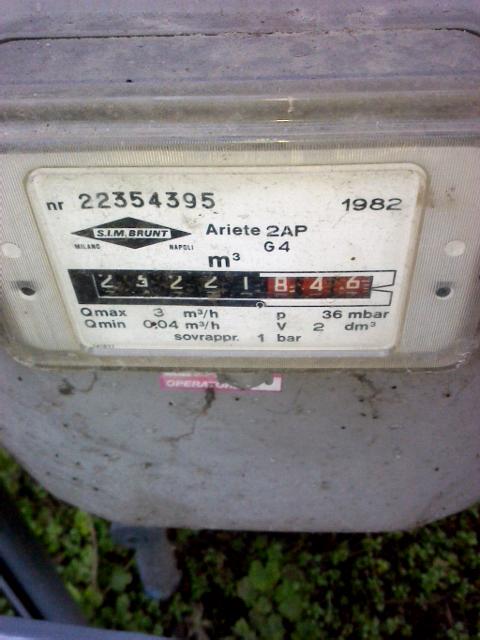 nr 22354395 1982
S.I.M. BRUNT
MILANO NAPOLI
Ariete 2AP
G4
m³
23221846
Qmax 3 m³/h p 36 mbar
Qmin 0.04 m³/h V 2 dm³
sovrappr. 1 bar